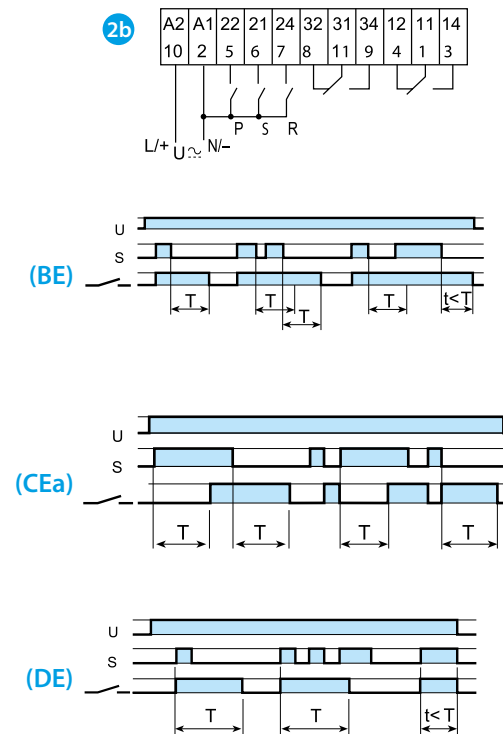 2b
A2 A1 22 21 24 32 31 34 12 11 14
10 2 5 6 7 8 11 9 4 1 3
P S R
L/+ U N/–
U
S
(BE)
T T T t<T
T
U
S
(CEa)
T T T T
U
S
(DE)
T T t< T